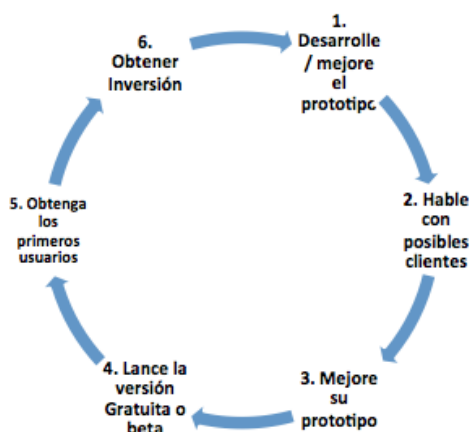 1.
Desarrolle
/ mejore
el
prototipo
2. Hable
con
posibles
clientes
3. Mejore
su
prototipo
4. Lance la
versión
Gratuita o
beta
5. Obtenga
los
primeros
usuarios
6.
Obtener
Inversión